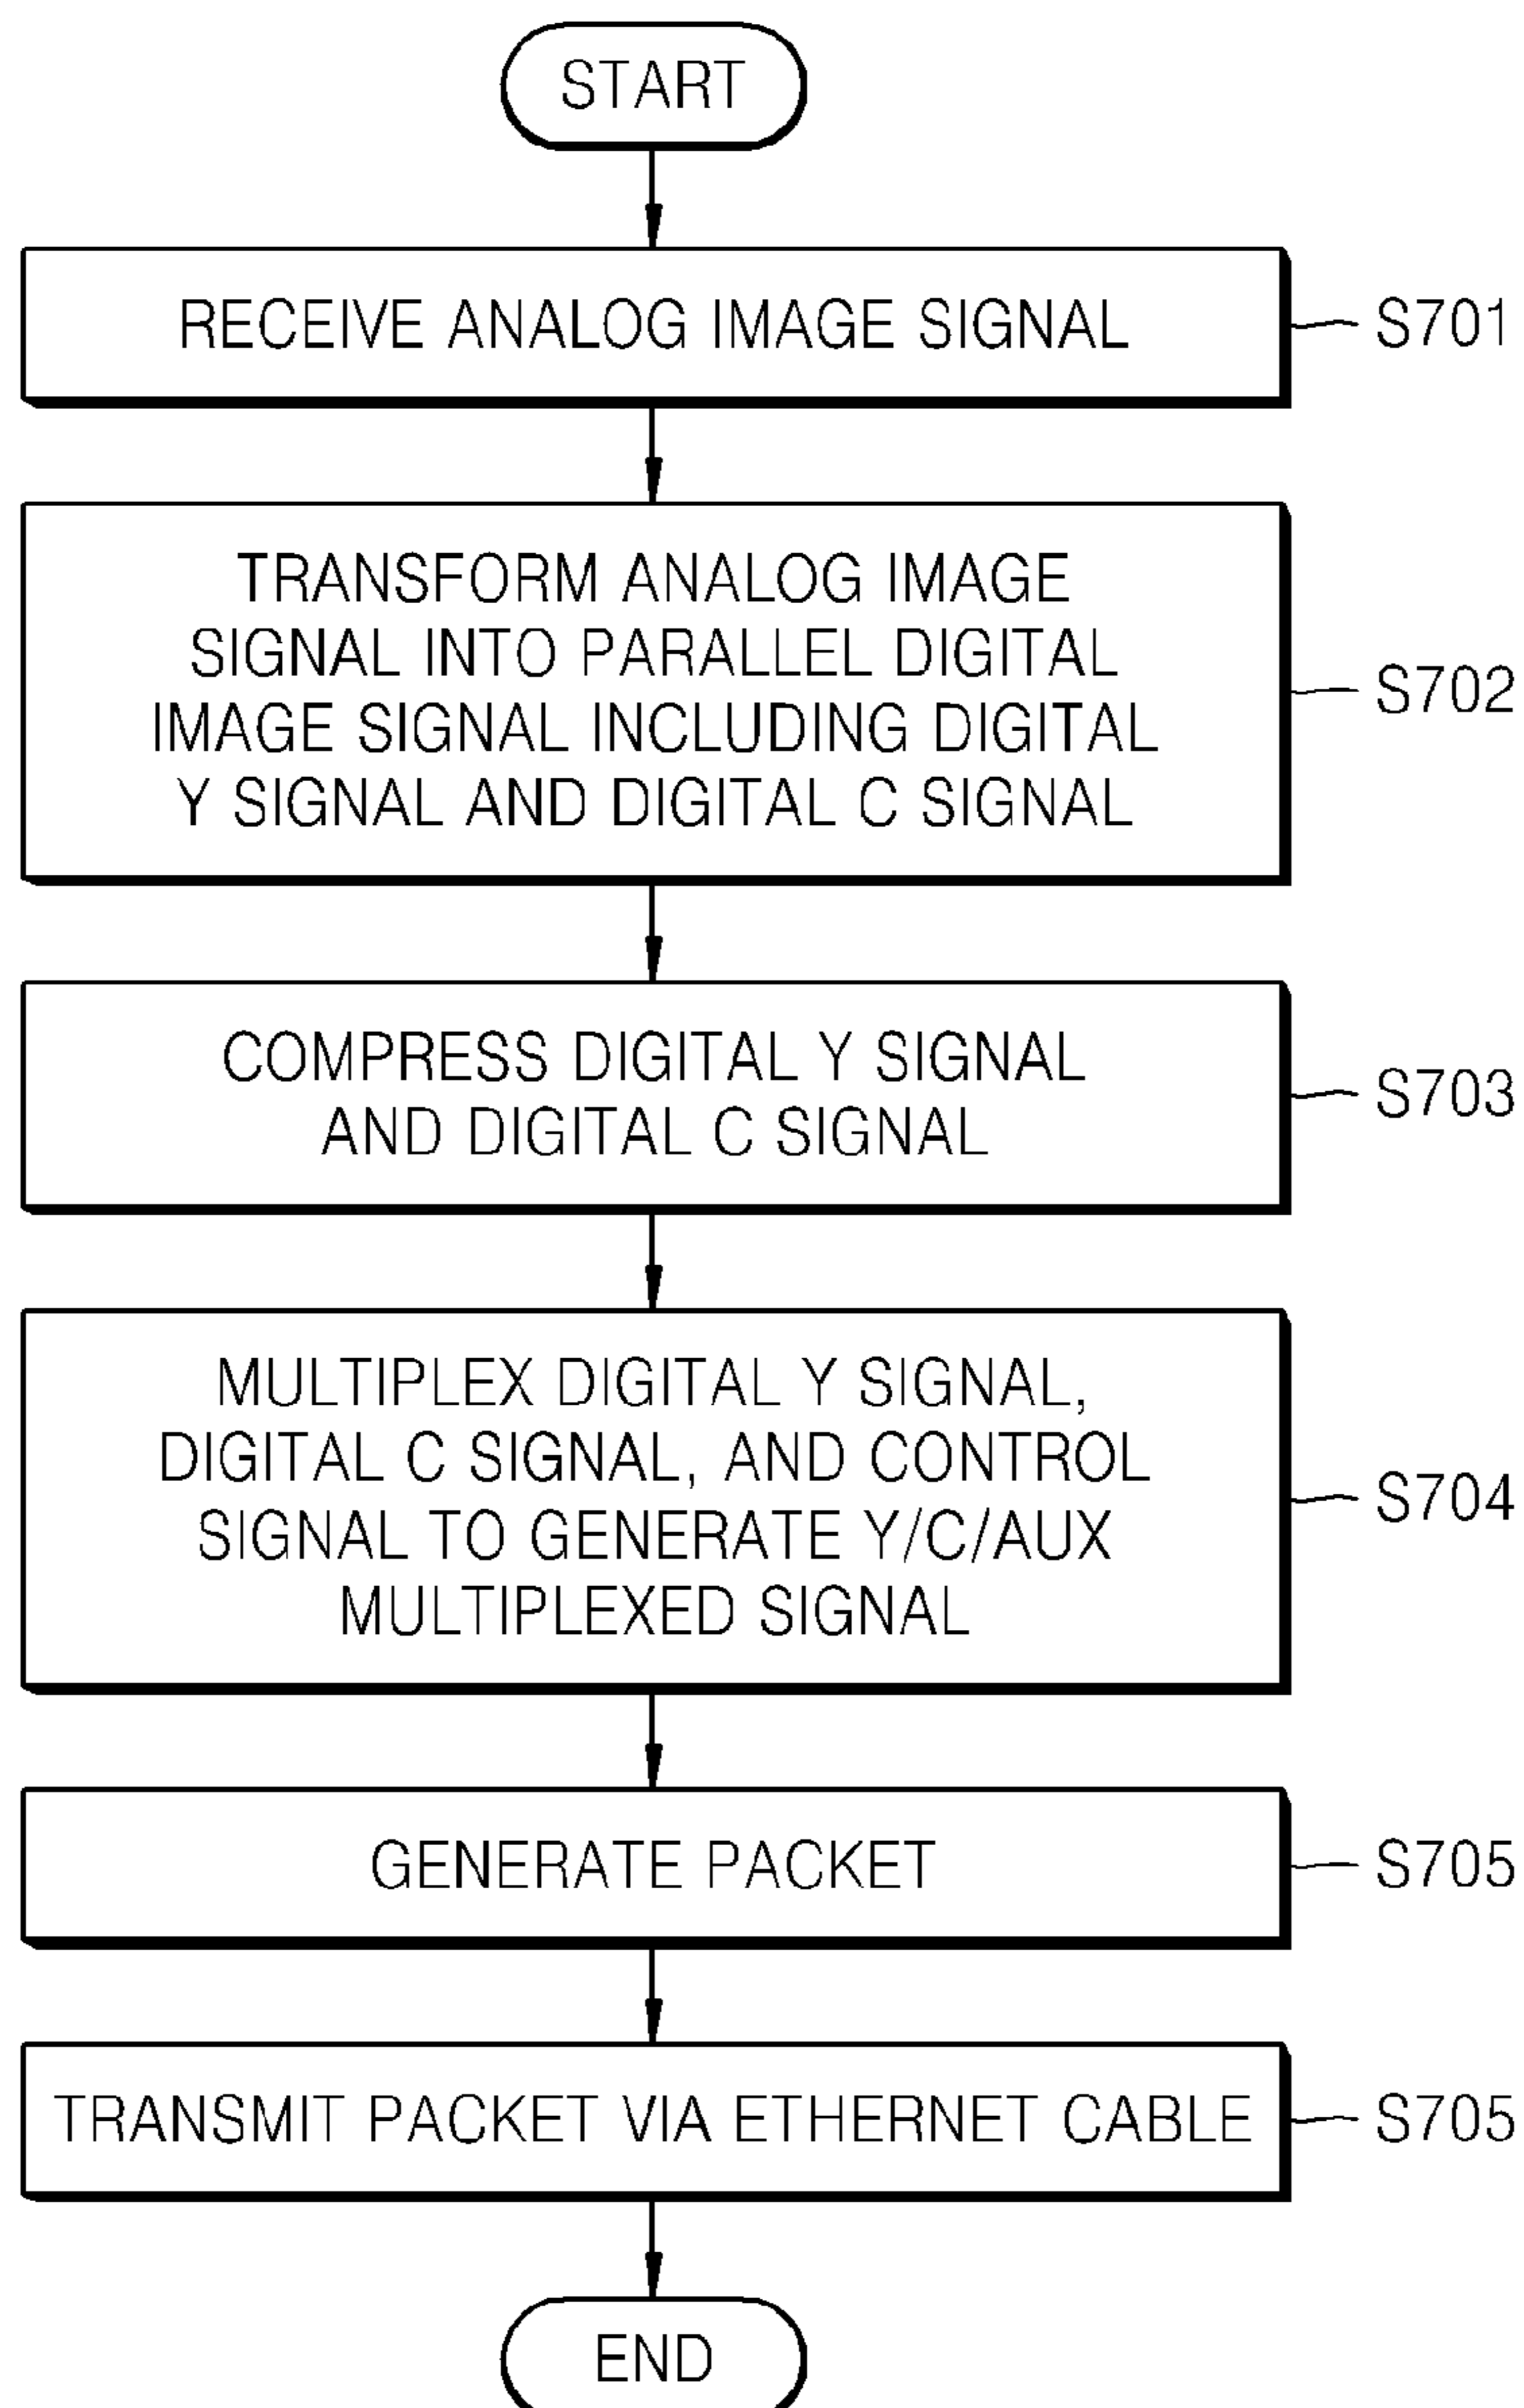 START
RECEIVE ANALOG IMAGE SIGNAL
S701
TRANSFORM ANALOG IMAGE
SIGNAL INTO PARALLEL DIGITAL
IMAGE SIGNAL INCLUDING DIGITAL
Y SIGNAL AND DIGITAL C SIGNAL
S702
COMPRESS DIGITAL Y SIGNAL
AND DIGITAL C SIGNAL
S703
MULTIPLEX DIGITAL Y SIGNAL,
DIGITAL C SIGNAL, AND CONTROL
SIGNAL TO GENERATE Y/C/AUX
MULTIPLEXED SIGNAL
S704
GENERATE PACKET
S705
TRANSMIT PACKET VIA ETHERNET CABLE
S705
END